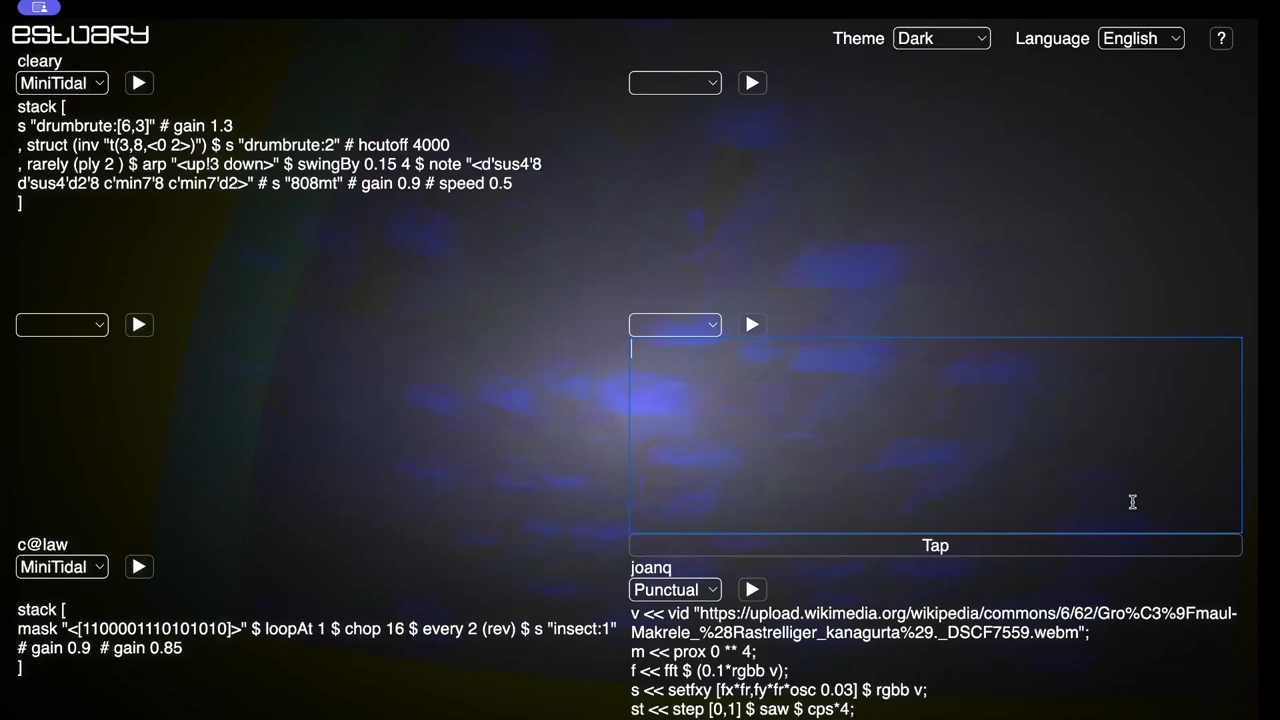 estuary
Theme Dark Language English ?
cleary
MiniTidal
stack [
s "drumbrute:[6,3]" # gain 1.3
, struct (inv "t(3,8,<0 2>)") $ s "drumbrute:2" # hcutoff 4000
, rarely (ply 2 ) $ arp "<up!3 down>" $ swingBy 0.15 4 $ note "<d'sus4'8
d'sus4'd2'8 c'min7'8 c'min7'd2>" # s "808mt" # gain 0.9 # speed 0.5
]
c@law
MiniTidal
stack [
mask "<[1100001110101010]>" $ loopAt 1 $ chop 16 $ every 2 (rev) $ s "insect:1"
# gain 0.9  # gain 0.85
]
Tap
joanq
Punctual
v << vid "https://upload.wikimedia.org/wikipedia/commons/6/62/Gro%C3%9Fmaul-
Makrele_%28Rastrelliger_kanagurta%29._DSCF7559.webm";
m << prox 0 ** 4;
f << fft $ (0.1*rgbb v);
s << setfxy [fx*fr,fy*fr*osc 0.03] $ rgbb v;
st << step [0,1] $ saw $ cps*4;